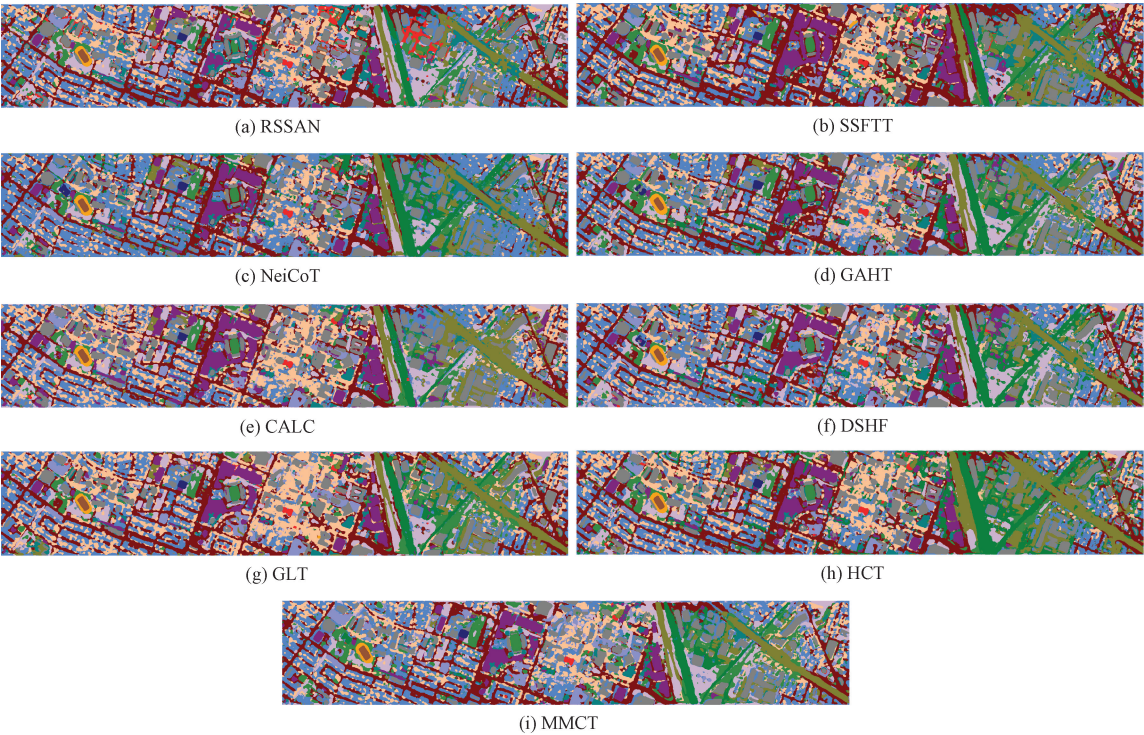 (a) RSSAN
(b) SSFTT
(c) NeiCoT
(d) GAHT
(e) CALC
(f) DSHF
(g) GLT
(h) HCT
(i) MMCT